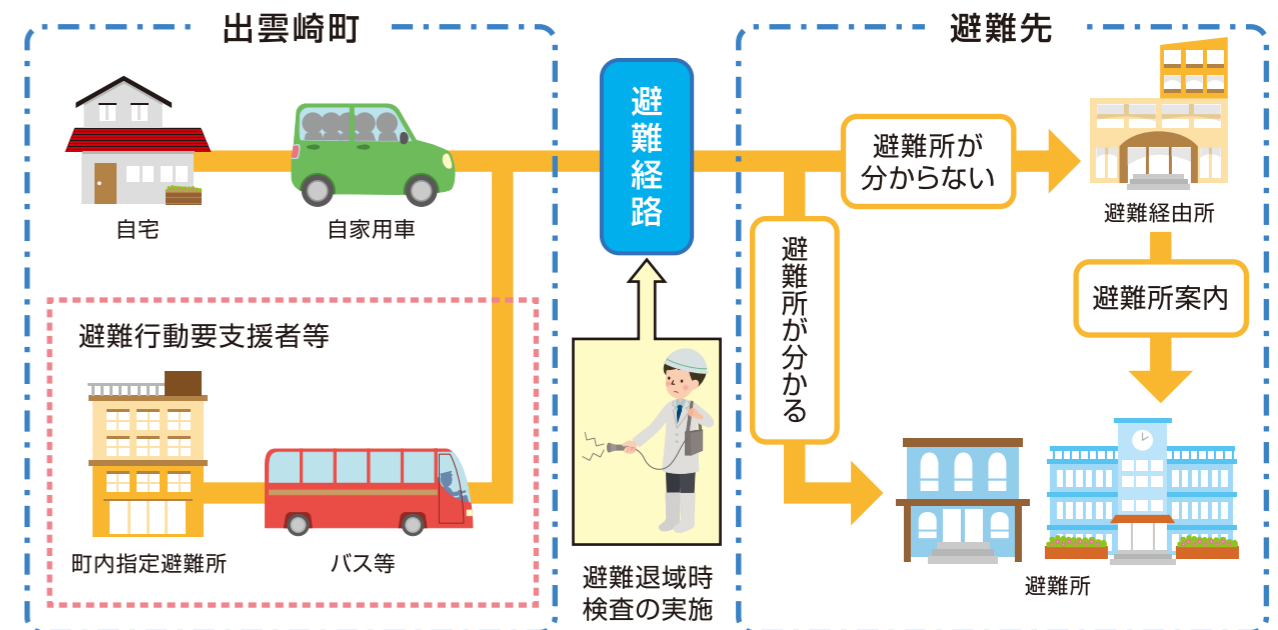 出雲崎町
自宅
自家用車
避難行動要支援者等
町内指定避難所
バス等
避難経路
避難退域時
検査の実施
避難先
避難所が
分からない
避難経由所
避難所が分かる
避難所案内
避難所